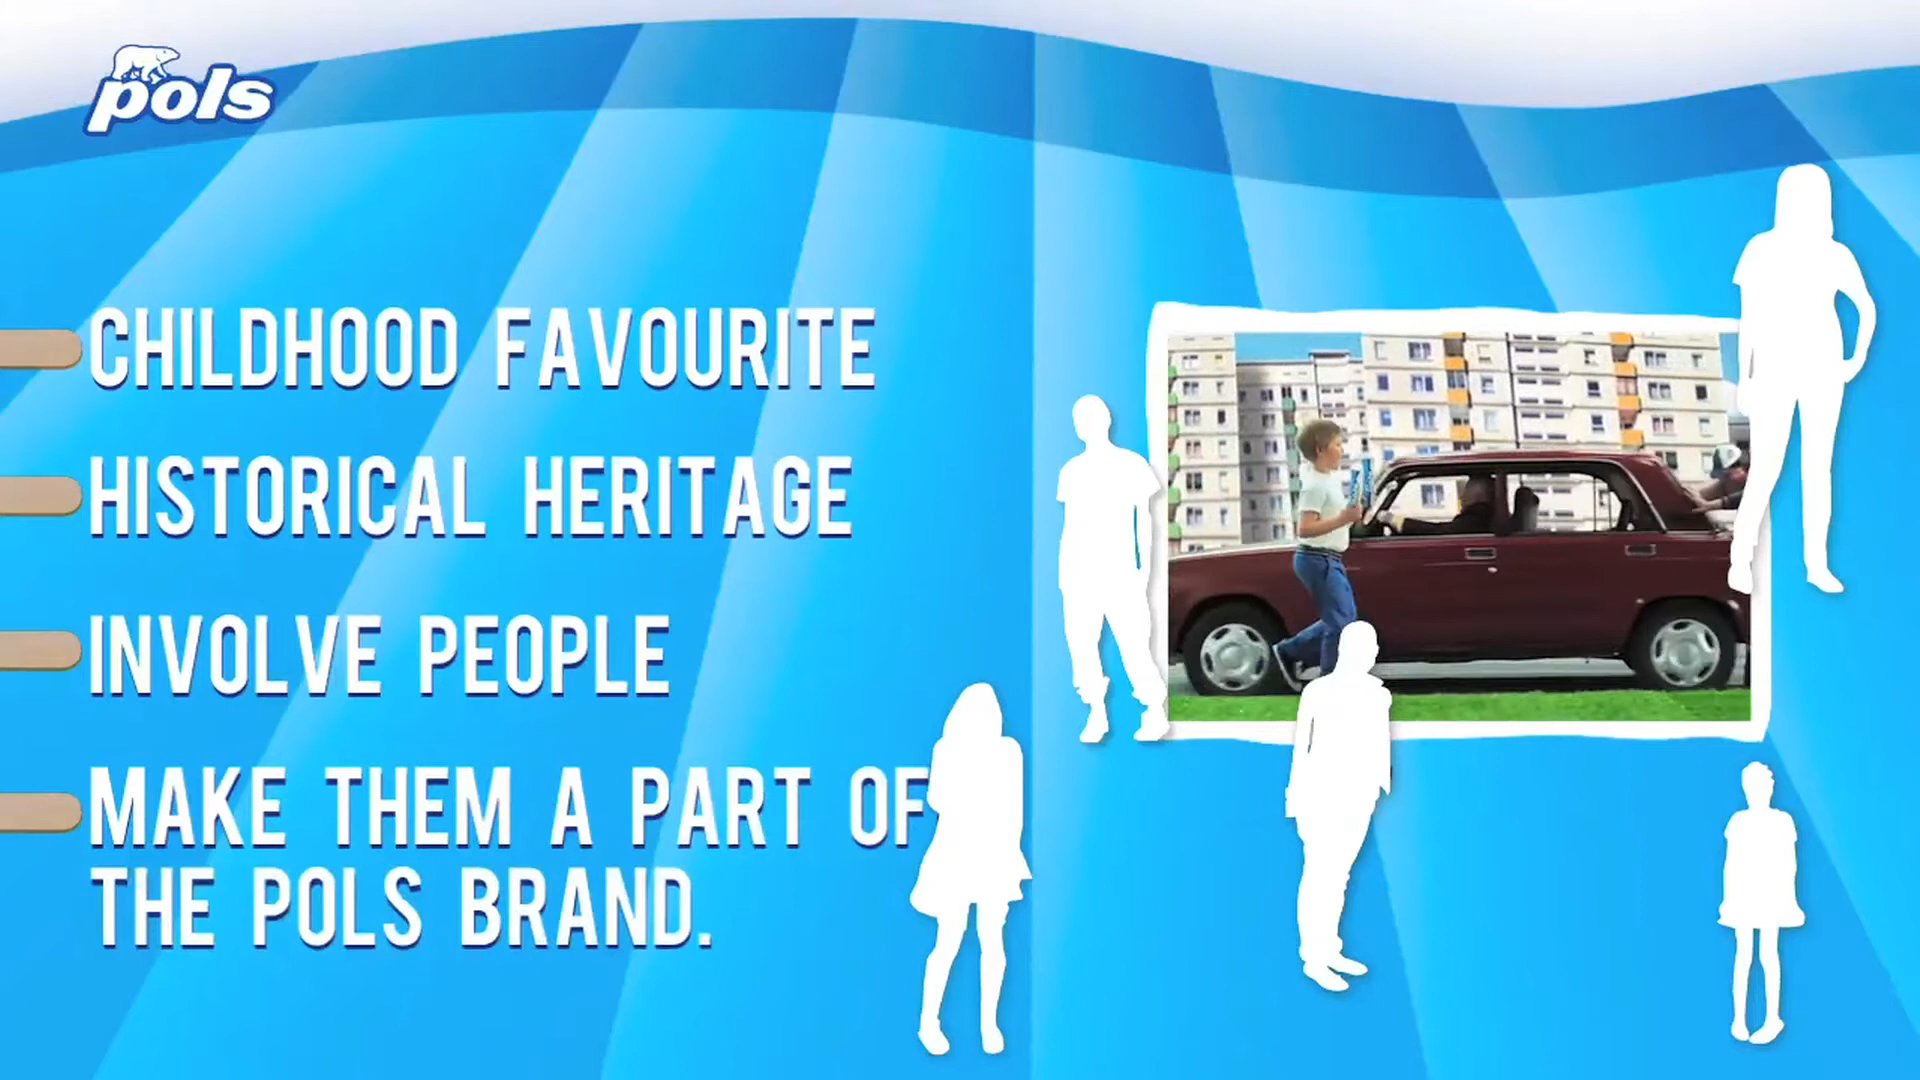 pols
CHILDHOOD FAVOURITE
HISTORICAL HERITAGE
INVOLVE PEOPLE
MAKE THEM A PART OF
THE POLS BRAND.